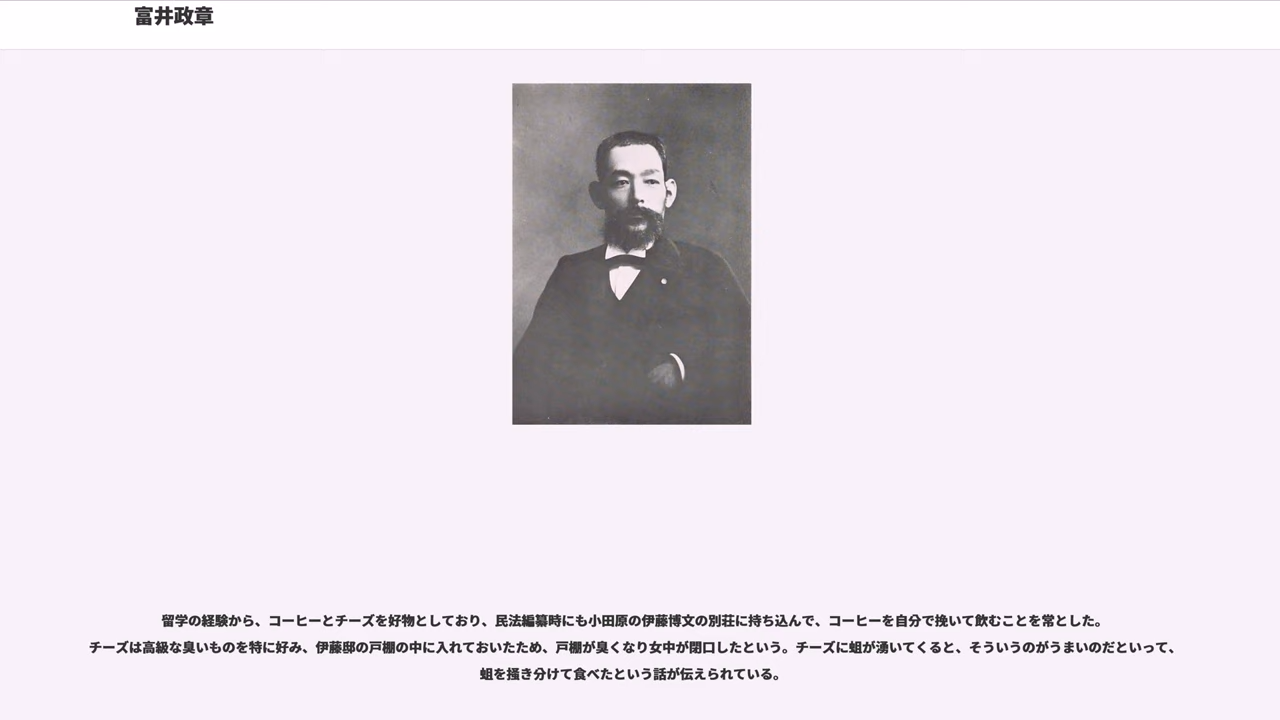 富井政章
留学の経験から、コーヒーとチーズを好物としており、民法編纂時にも小田原の伊藤博文の別荘に持ち込んで、コーヒーを自分で挽いて飲むことを常とした。
チーズは高級な臭いものを特に好み、伊藤邸の戸棚の中に入れておいたため、戸棚が臭くなり女中が閉口したという。チーズに蛆が湧いてくると、そういうのがうまいのだといって、
蛆を掻き分けて食べたという話が伝えられている。